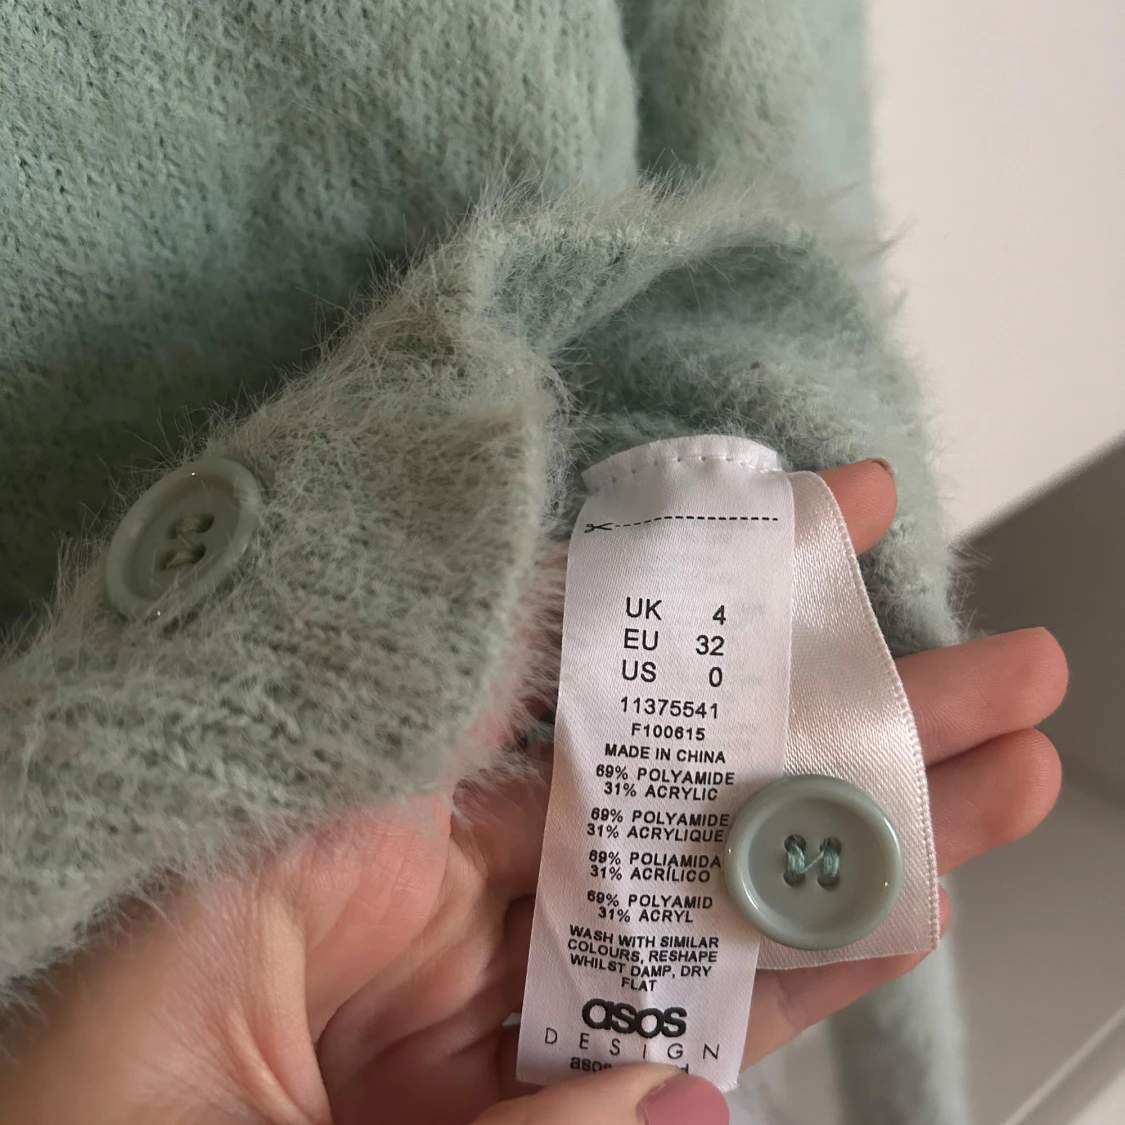 UK 4
EU 32
US 0
11375541
F100615
MADE IN CHINA
69% POLYAMIDE
31% ACRYLIC
69% POLYAMIDE
31% ACRYLIQUE
69% POLIAMIDA
31% ACRÍLICO
69% POLYAMID
31% ACRYL
WASH WITH SIMILAR
COLOURS, RESHAPE
WHILST DAMP, DRY
FLAT
asos
DESIGN